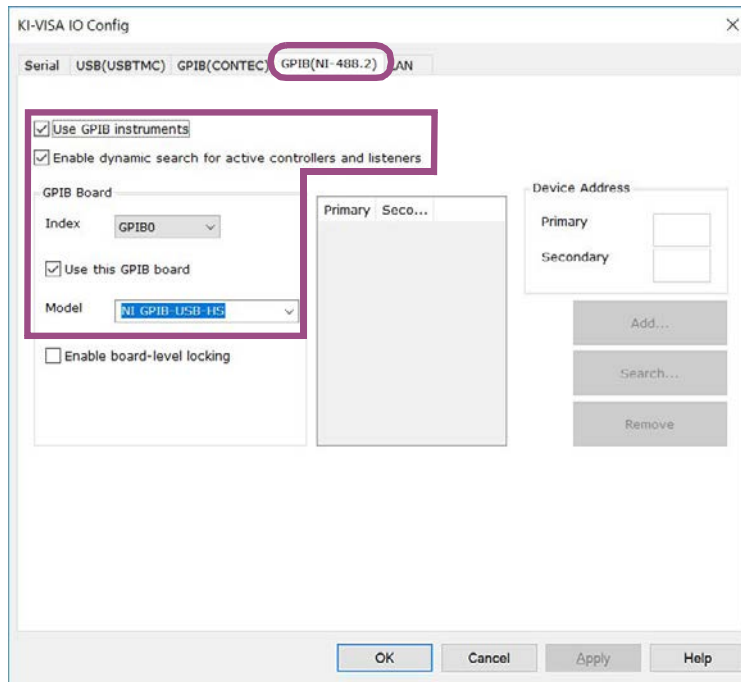 KI-VISA IO Config
Serial USB(USBTMC) GPIB(CONTEC) GPIB(NI-488.2) LAN
Use GPIB instruments
Enable dynamic search for active controllers and listeners
GPIB Board
Index GPIB0
Use this GPIB board
Model NI GPIB-USB-HS
Enable board-level locking
Primary Seco...
Device Address
Primary
Secondary
Add...
Search...
Remove
OK Cancel Apply Help